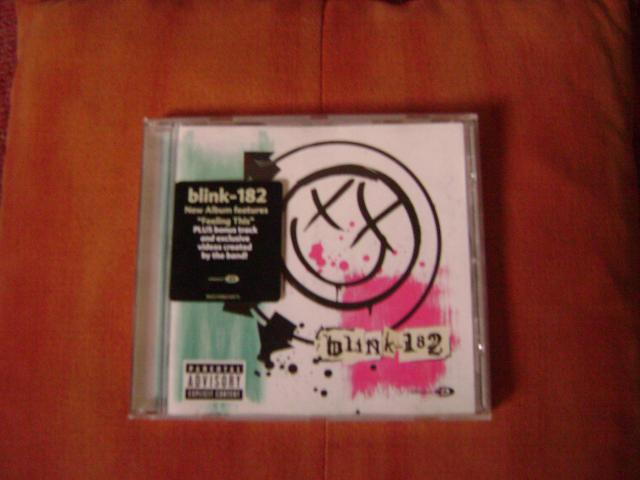 blink-182
New Album features
"Feeling This"
PLUS bonus track
and exclusive
videos created
by the band!
blink-182
PARENTAL
ADVISORY
EXPLICIT CONTENT